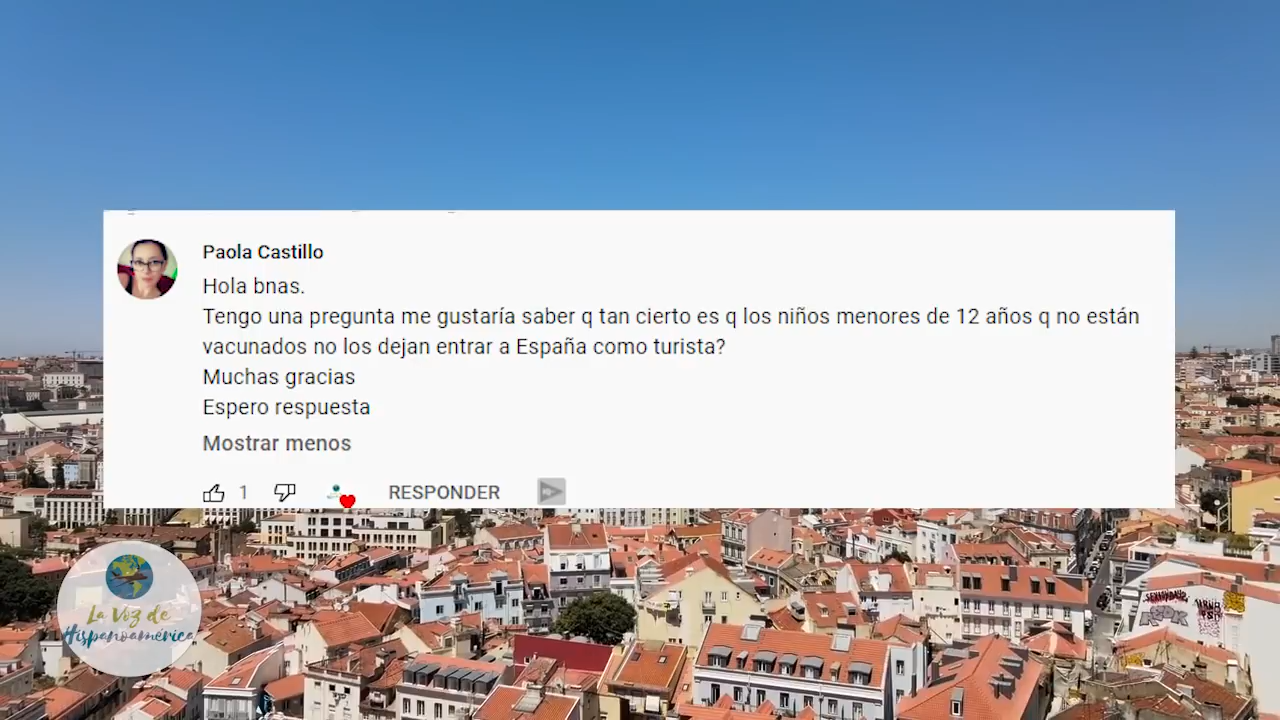 Paola Castillo
Hola bnas.
Tengo una pregunta me gustaría saber q tan cierto es q los niños menores de 12 años q no están
vacunados no los dejan entrar a España como turista?
Muchas gracias
Espero respuesta
Mostrar menos
1
RESPONDER
La Voz de
Hispanoamérica